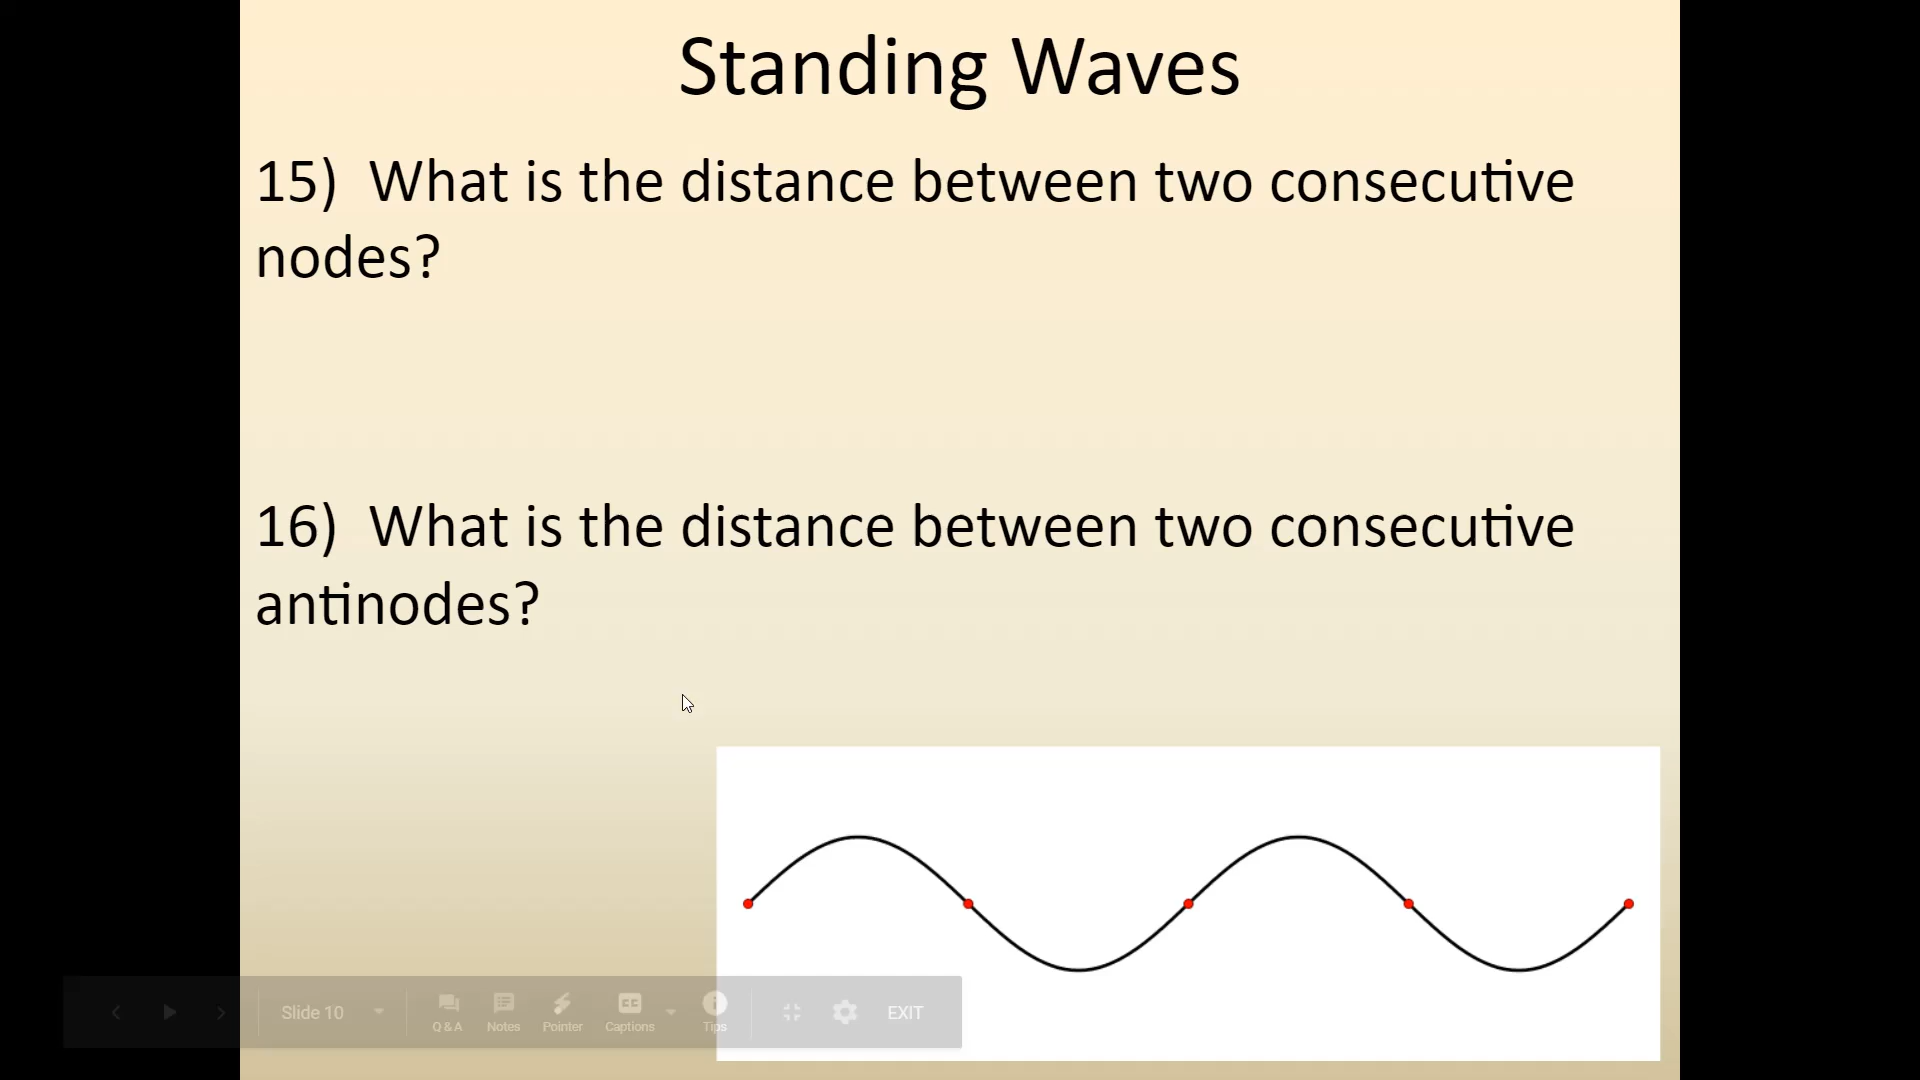 Standing Waves
15) What is the distance between two consecutive
nodes?
16) What is the distance between two consecutive
antinodes?
Slide 10
Q & A
Notes
Pointer
CC
Captions
Tips
EXIT